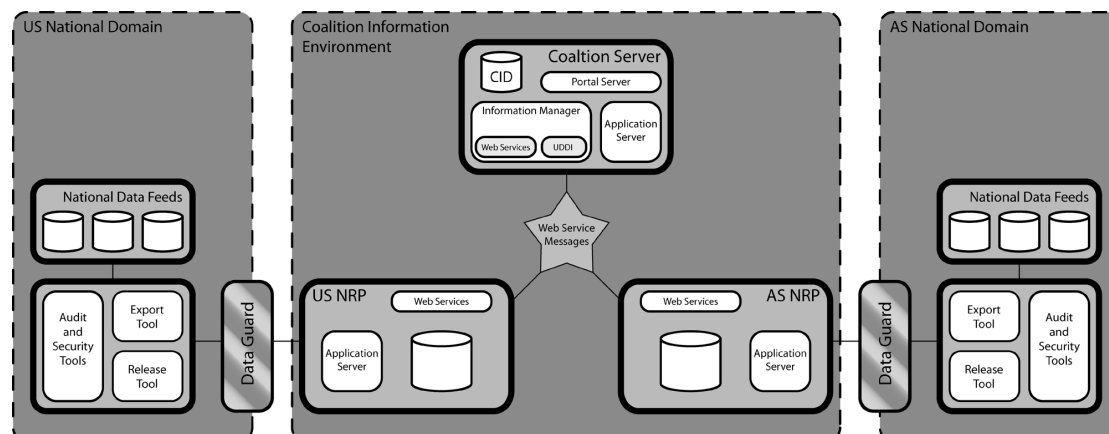 US National Domain
National Data Feeds
Audit
and
Security
Tools
Export
Tool
Release
Tool
Data Guard
Coalition Information
Environment
Coaltion Server
CID
Portal Server
Information Manager
Web Services
UDDI
Application
Server
Web Service
Messages
US NRP
Web Services
Application
Server
AS NRP
Web Services
Application
Server
Data Guard
AS National Domain
National Data Feeds
Export
Tool
Release
Tool
Audit
and
Security
Tools